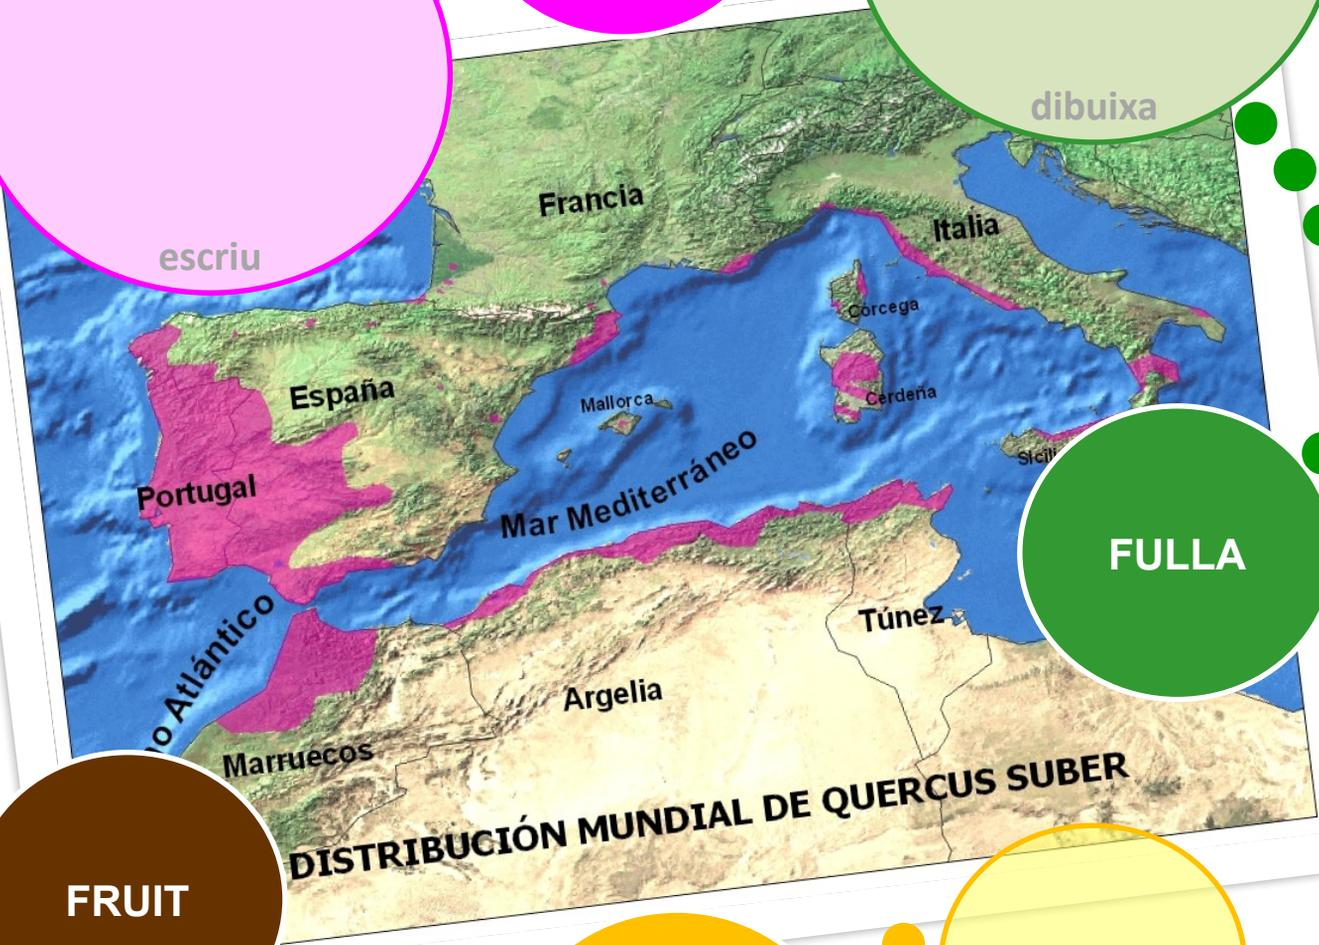 dibuixa
escriu
Francia
Italia
Córcega
España
Mallorca
Cerdeña
Portugal
Mar Mediterráneo
FULLA
Túnez
Argelia
Marruecos
DISTRIBUCIÓN MUNDIAL DE QUERCUS SUBER
FRUIT
Atlántico